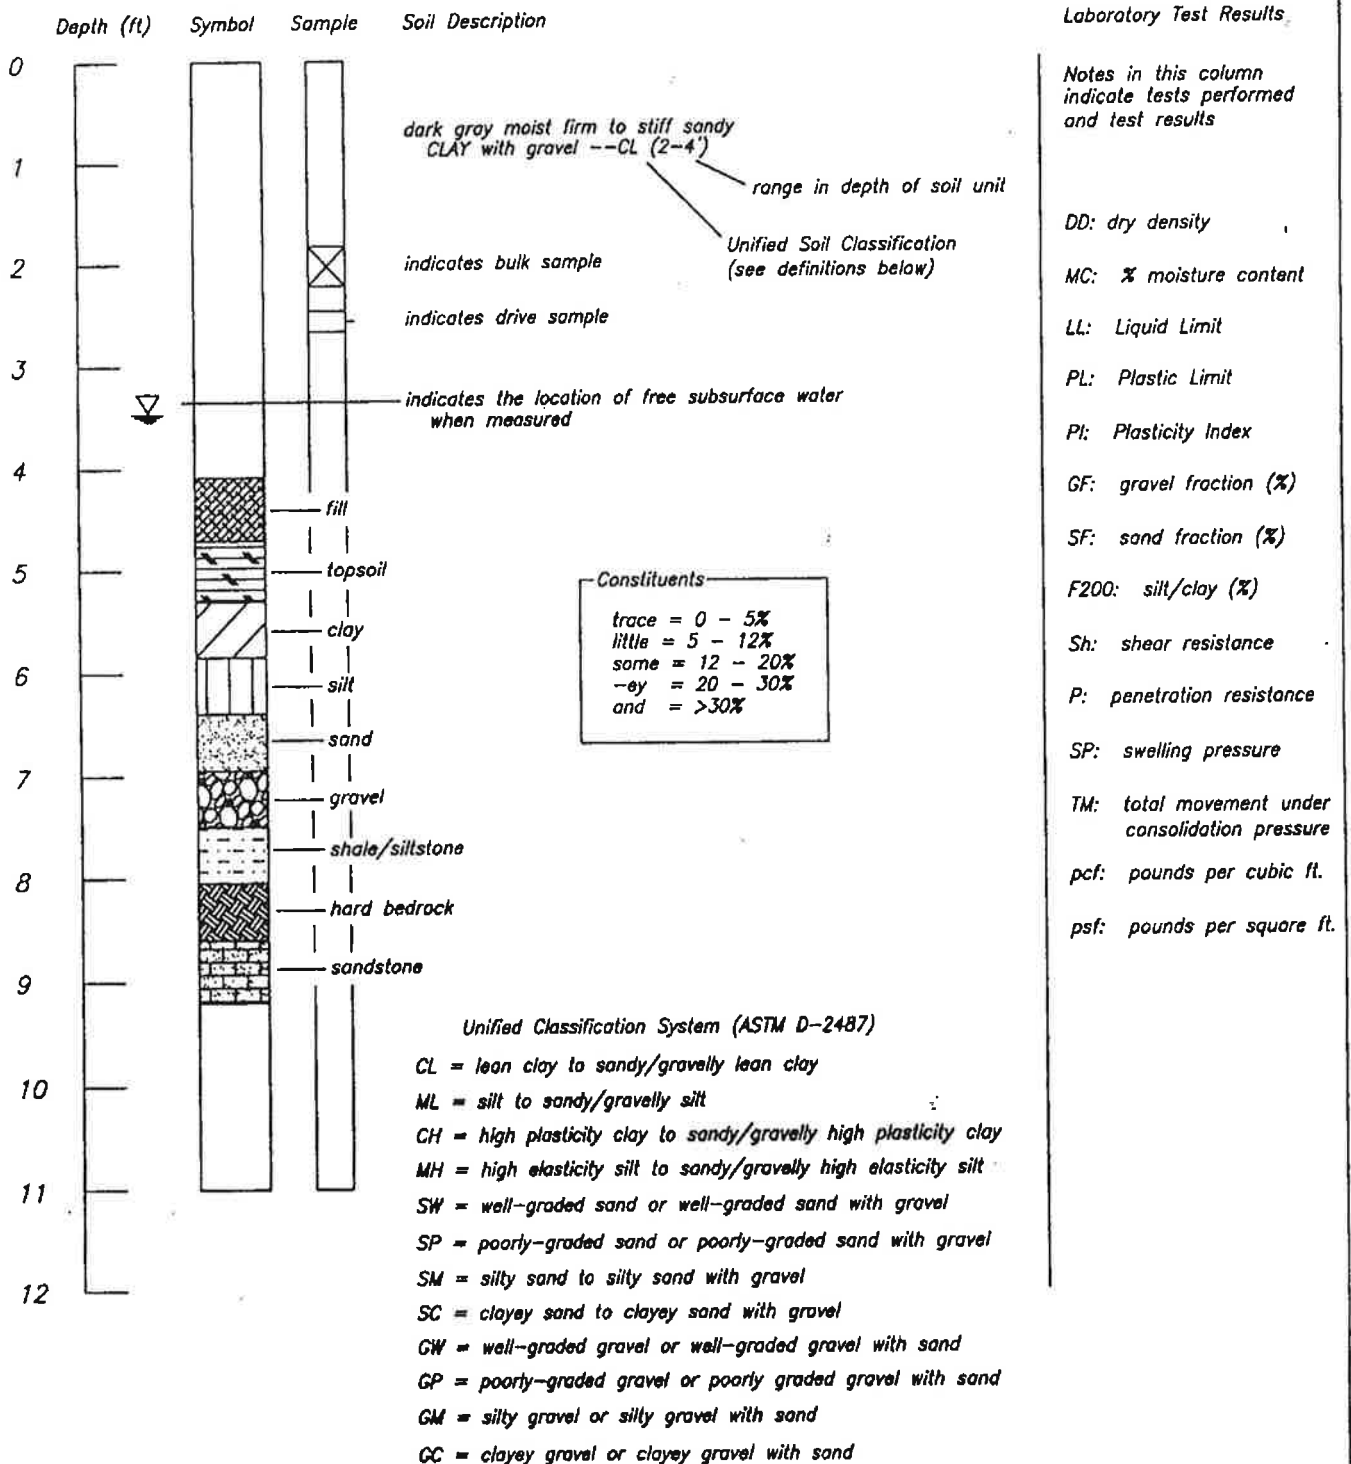 Depth (ft) Symbol Sample Soil Description Laboratory Test Results
0
1
2
3
4
5
6
7
8
9
10
11
12
dark gray moist firm to stiff sandy
CLAY with gravel --CL (2-4')
range in depth of soil unit
Unified Soil Classification
(see definitions below)
indicates bulk sample
indicates drive sample
indicates the location of free subsurface water
when measured
fill
topsoil
clay
silt
sand
gravel
shale/siltstone
hard bedrock
sandstone
Constituents
trace = 0 - 5%
little = 5 - 12%
some = 12 - 20%
-ey = 20 - 30%
and = >30%
Unified Classification System (ASTM D-2487)
CL = lean clay to sandy/gravelly lean clay
ML = silt to sandy/gravelly silt
CH = high plasticity clay to sandy/gravelly high plasticity clay
MH = high elasticity silt to sandy/gravelly high elasticity silt
SW = well-graded sand or well-graded sand with gravel
SP = poorly-graded sand or poorly-graded sand with gravel
SM = silty sand to silty sand with gravel
SC = clayey sand to clayey sand with gravel
GW = well-graded gravel or well-graded gravel with sand
GP = poorly-graded gravel or poorly graded gravel with sand
GM = silty gravel or silty gravel with sand
GC = clayey gravel or clayey gravel with sand
Notes in this column
indicate tests performed
and test results
DD: dry density
MC: % moisture content
LL: Liquid Limit
PL: Plastic Limit
PI: Plasticity Index
GF: gravel fraction (%)
SF: sand fraction (%)
F200: silt/clay (%)
Sh: shear resistance
P: penetration resistance
SP: swelling pressure
TM: total movement under
consolidation pressure
pcf: pounds per cubic ft.
psf: pounds per square ft.